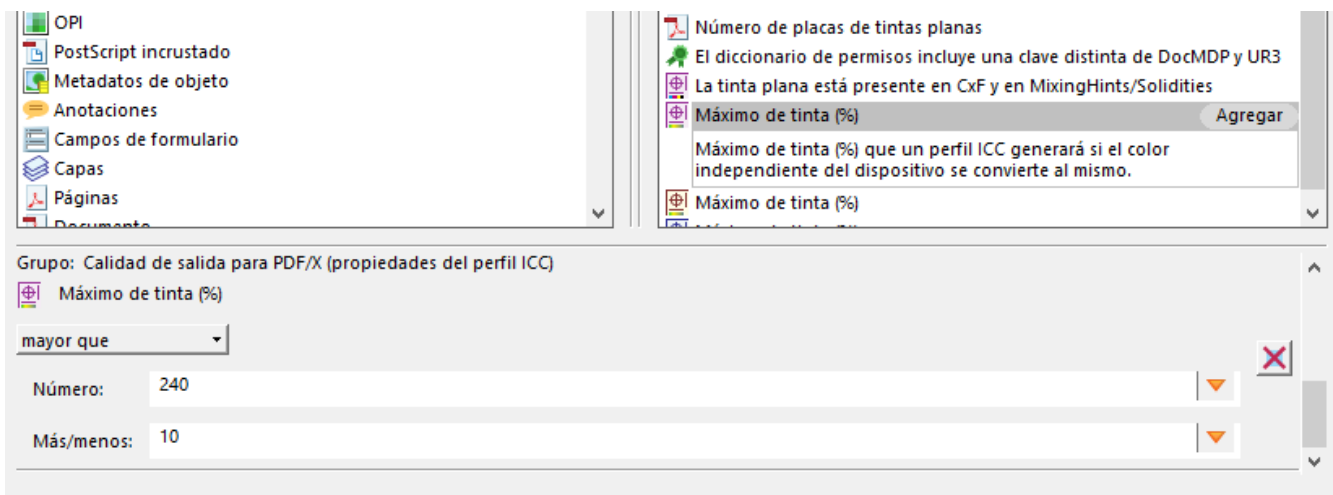 OPI
PostScript incrustado
Metadatos de objeto
Anotaciones
Campos de formulario
Capas
Páginas
Documento
Número de placas de tintas planas
El diccionario de permisos incluye una clave distinta de DocMDP y UR3
La tinta plana está presente en CxF y en MixingHints/Solidities
Máximo de tinta (%) Agregar
Máximo de tinta (%) que un perfil ICC generará si el color
independiente del dispositivo se convierte al mismo.
Máximo de tinta (%)
Grupo: Calidad de salida para PDF/X (propiedades del perfil ICC)
Máximo de tinta (%)
mayor que
Número: 240
Más/menos: 10